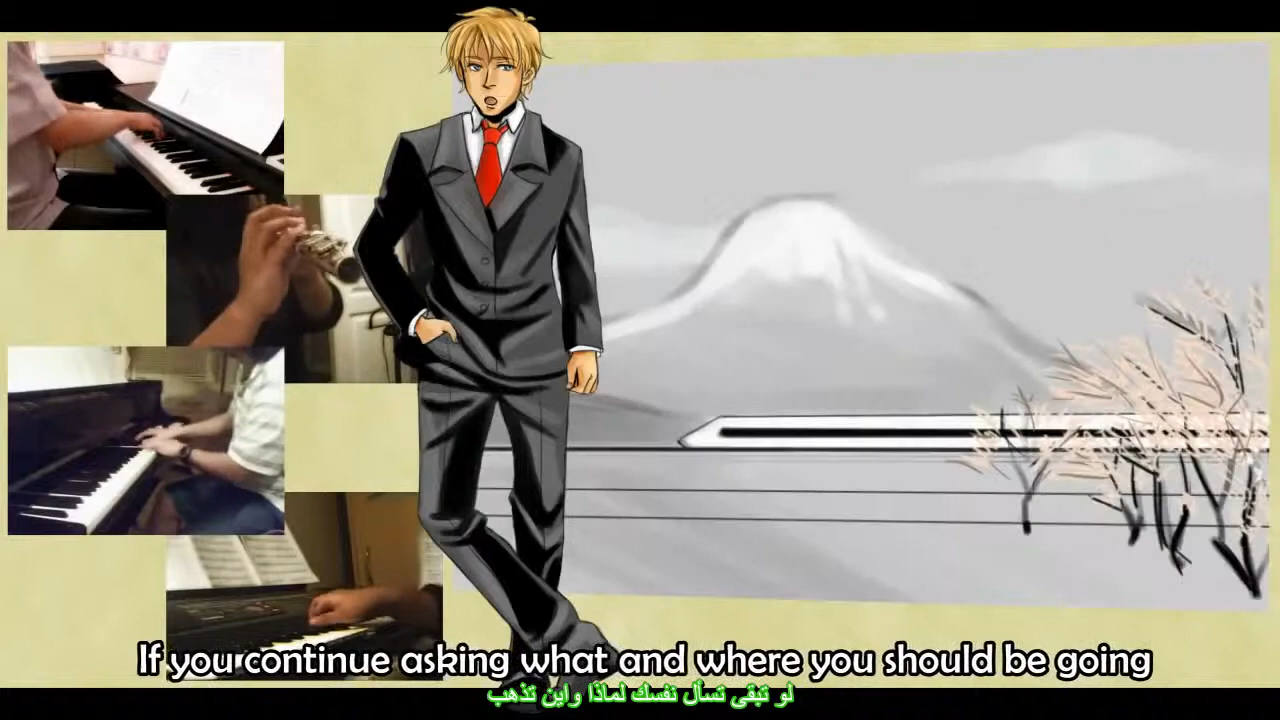 If you continue asking what and where you should be going
لو تبقى تسأل نفسك لماذا واين تذهب